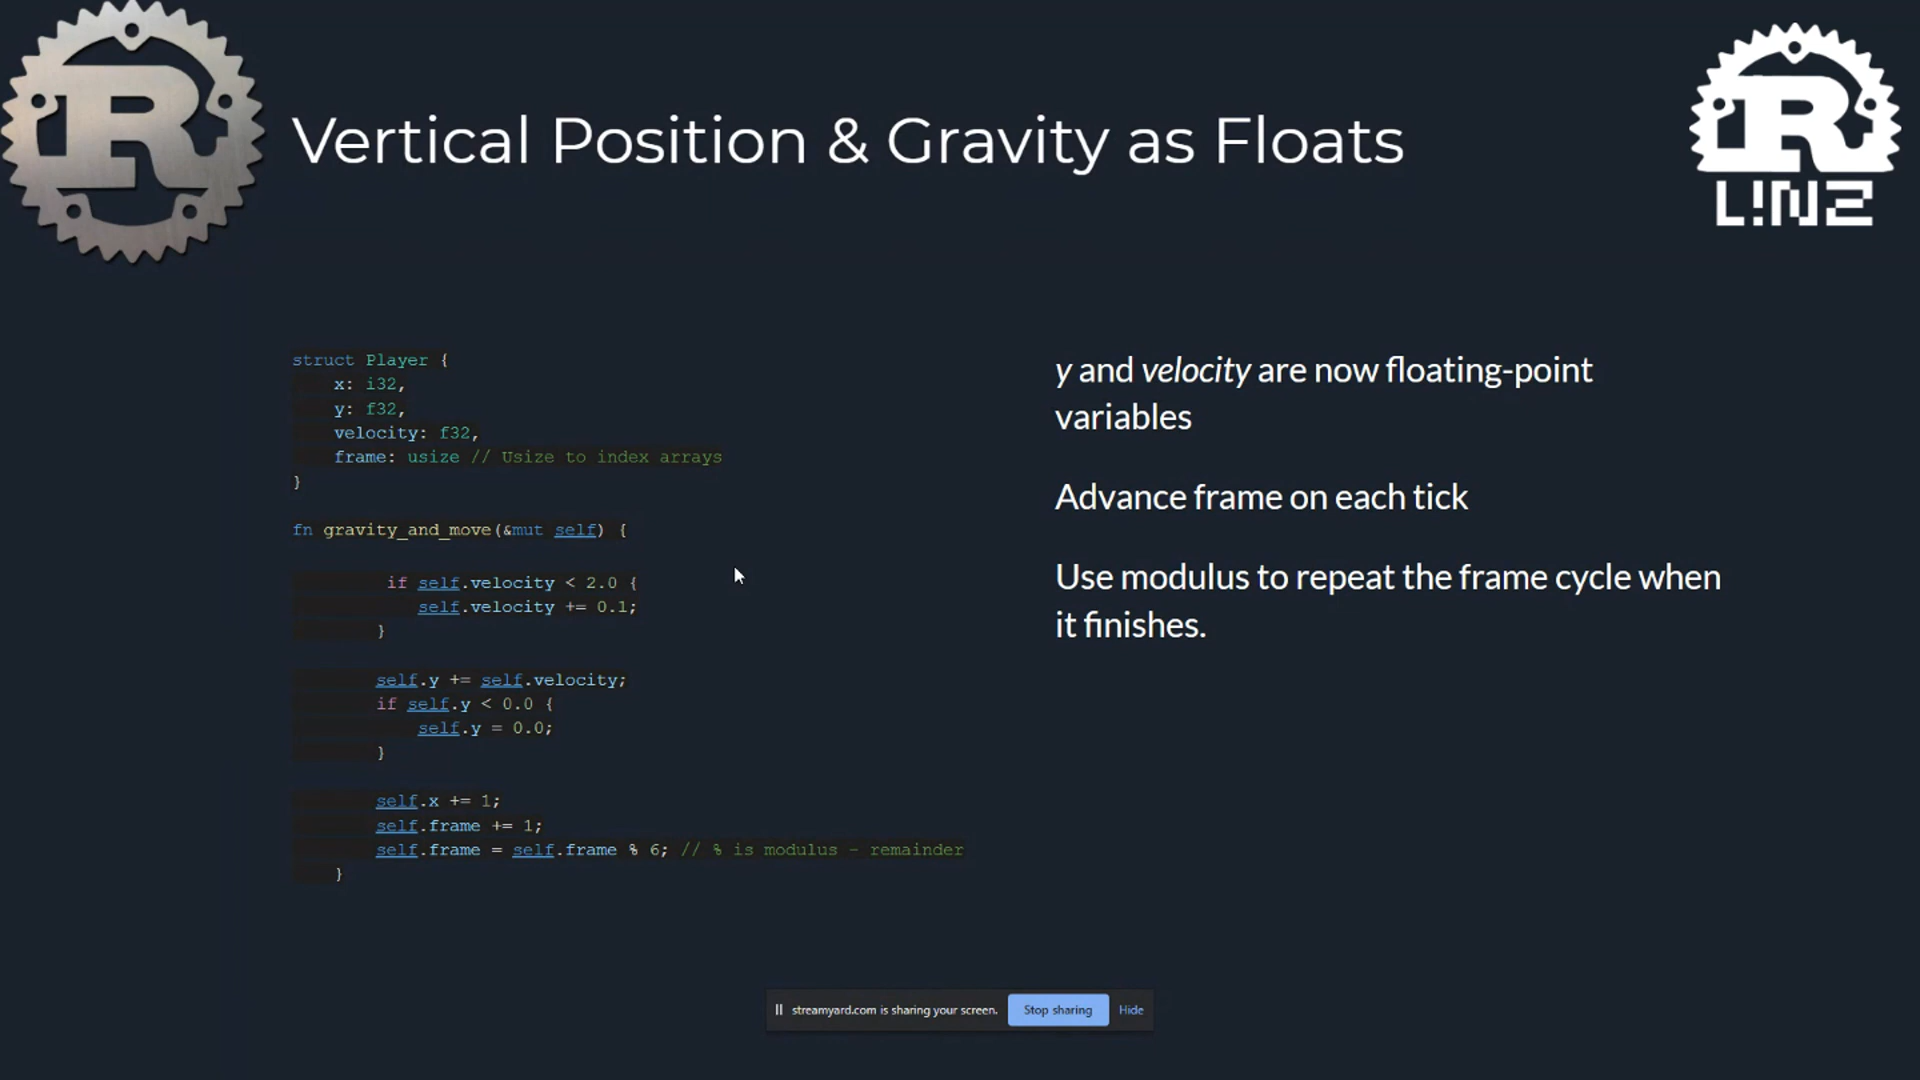 R
R
L!NZ
Vertical Position & Gravity as Floats
struct Player {
    x: i32,
    y: f32,
    velocity: f32,
    frame: usize // Usize to index arrays
}
fn gravity_and_move(&mut self) {
         if self.velocity < 2.0 {
            self.velocity += 0.1;
        }
        self.y += self.velocity;
        if self.y < 0.0 {
            self.y = 0.0;
        }
        self.x += 1;
        self.frame += 1;
        self.frame = self.frame % 6; // % is modulus - remainder
    }
y and velocity are now floating-point
variables
Advance frame on each tick
Use modulus to repeat the frame cycle when
it finishes.
streamyard.com is sharing your screen. Stop sharing Hide